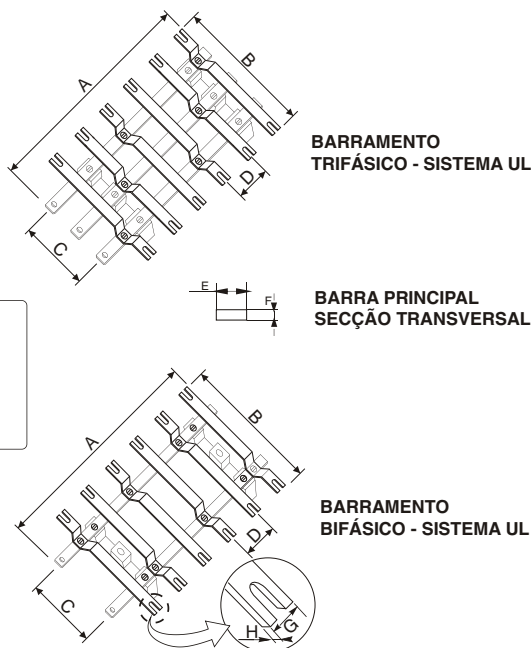 A
B
D
C
BARRAMENTO
TRIFÁSICO - SISTEMA UL
E
F
BARRA PRINCIPAL
SECÇÃO TRANSVERSAL
A
B
D
C
BARRAMENTO
BIFÁSICO - SISTEMA UL
H
G